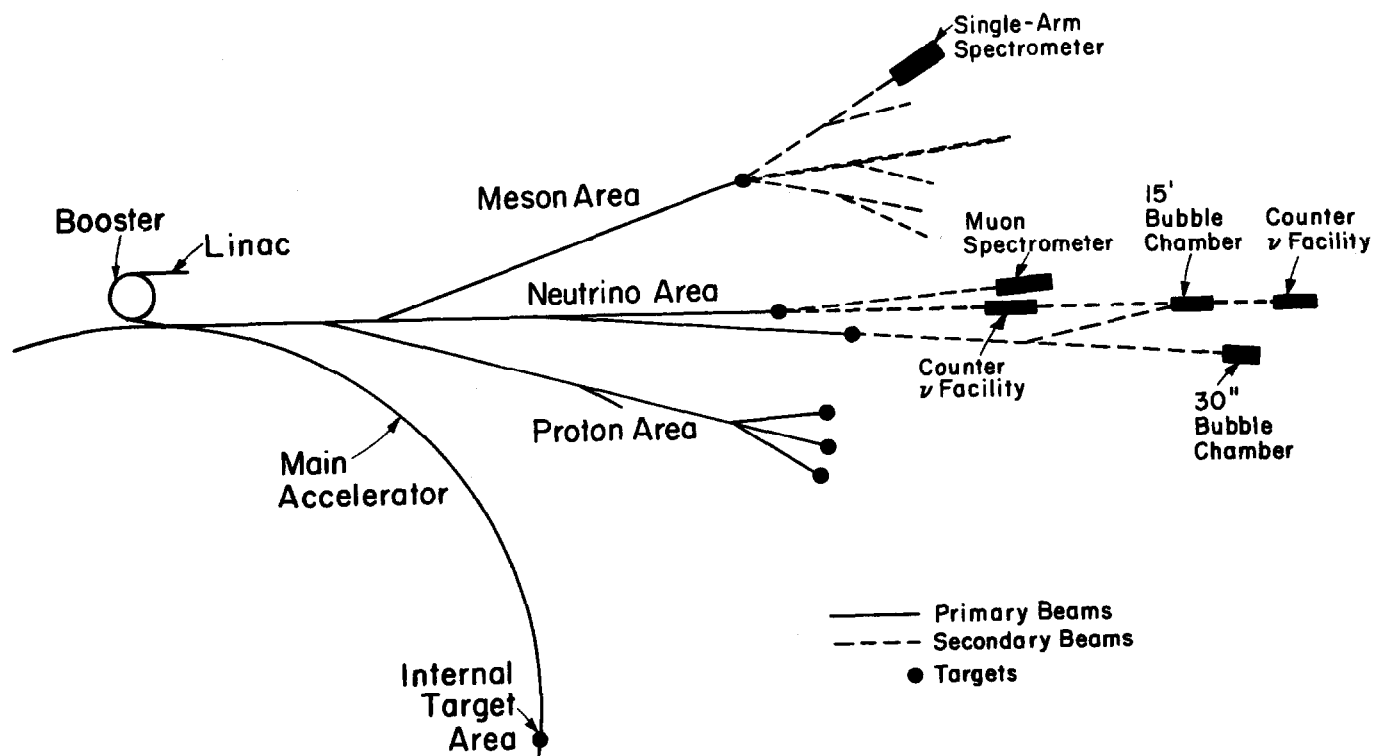 Single-Arm
Spectrometer
Meson Area
Booster
Linac
Muon
Spectrometer
15'
Bubble
Chamber
Counter
ν Facility
Neutrino Area
Counter
ν Facility
30"
Bubble
Chamber
Proton Area
Main
Accelerator
Primary Beams
Secondary Beams
Targets
Internal
Target
Area